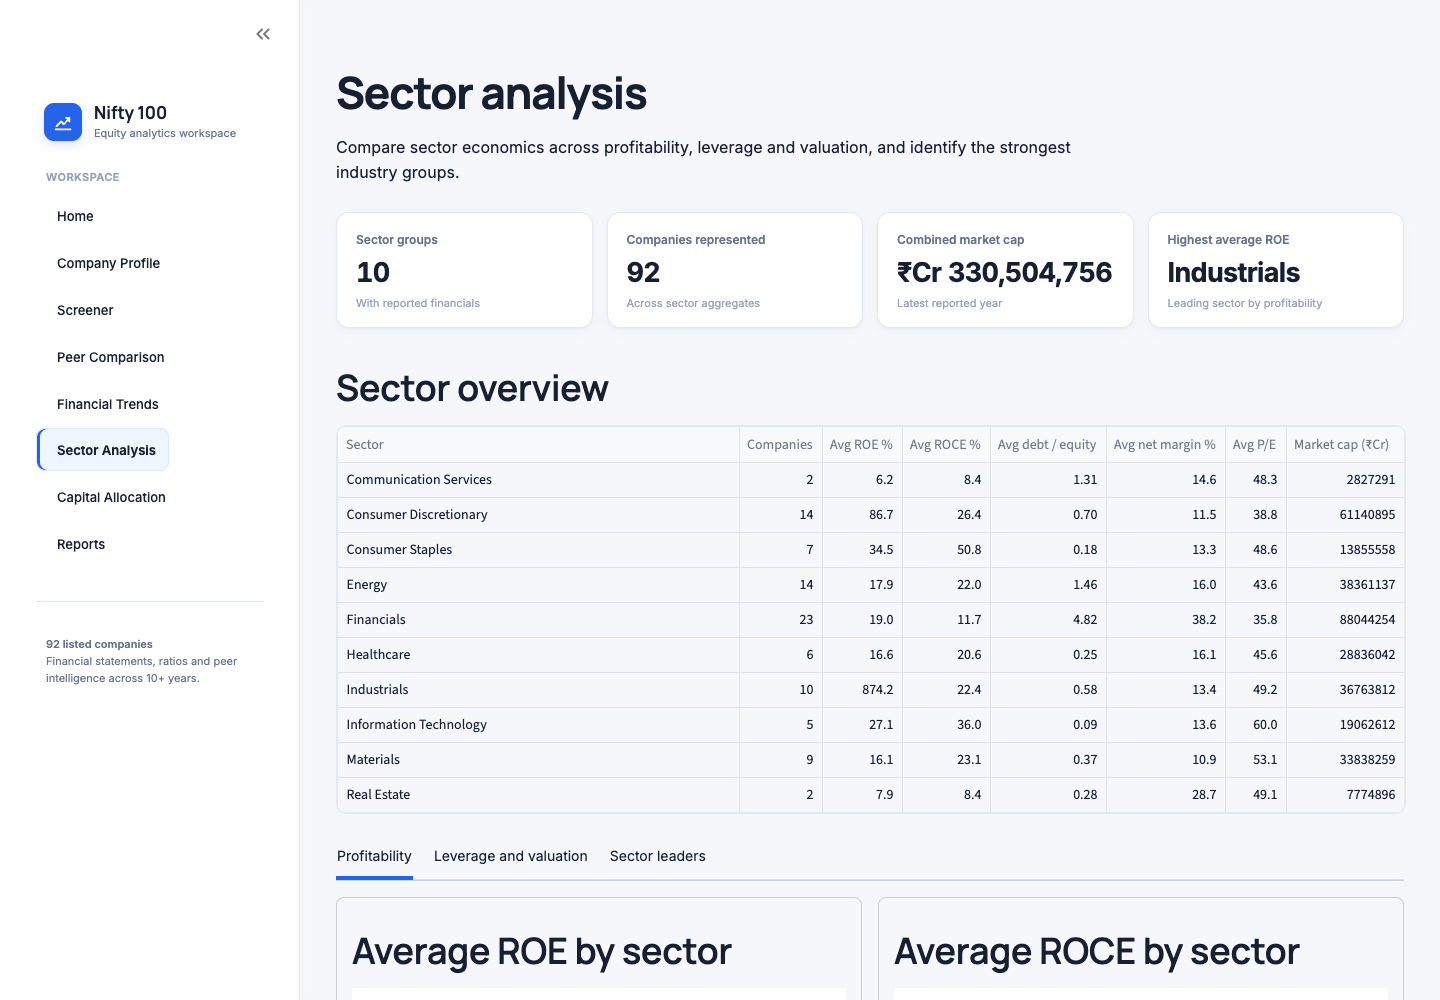 Nifty 100
Equity analytics workspace
WORKSPACE
Home
Company Profile
Screener
Peer Comparison
Financial Trends
Sector Analysis
Capital Allocation
Reports
92 listed companies
Financial statements, ratios and peer
intelligence across 10+ years.
Sector analysis
Compare sector economics across profitability, leverage and valuation, and identify the strongest
industry groups.
Sector groups
10
With reported financials
Companies represented
92
Across sector aggregates
Combined market cap
₹Cr 330,504,756
Latest reported year
Highest average ROE
Industrials
Leading sector by profitability
Sector overview
Sector Companies Avg ROE % Avg ROCE % Avg debt / equity Avg net margin % Avg P/E Market cap (₹Cr)
Communication Services 2 6.2 8.4 1.31 14.6 48.3 2827291
Consumer Discretionary 14 86.7 26.4 0.70 11.5 38.8 61140895
Consumer Staples 7 34.5 50.8 0.18 13.3 48.6 13855558
Energy 14 17.9 22.0 1.46 16.0 43.6 38361137
Financials 23 19.0 11.7 4.82 38.2 35.8 88044254
Healthcare 6 16.6 20.6 0.25 16.1 45.6 28836042
Industrials 10 874.2 22.4 0.58 13.4 49.2 36763812
Information Technology 5 27.1 36.0 0.09 13.6 60.0 19062612
Materials 9 16.1 23.1 0.37 10.9 53.1 33838259
Real Estate 2 7.9 8.4 0.28 28.7 49.1 7774896
Profitability Leverage and valuation Sector leaders
Average ROE by sector
Average ROCE by sector